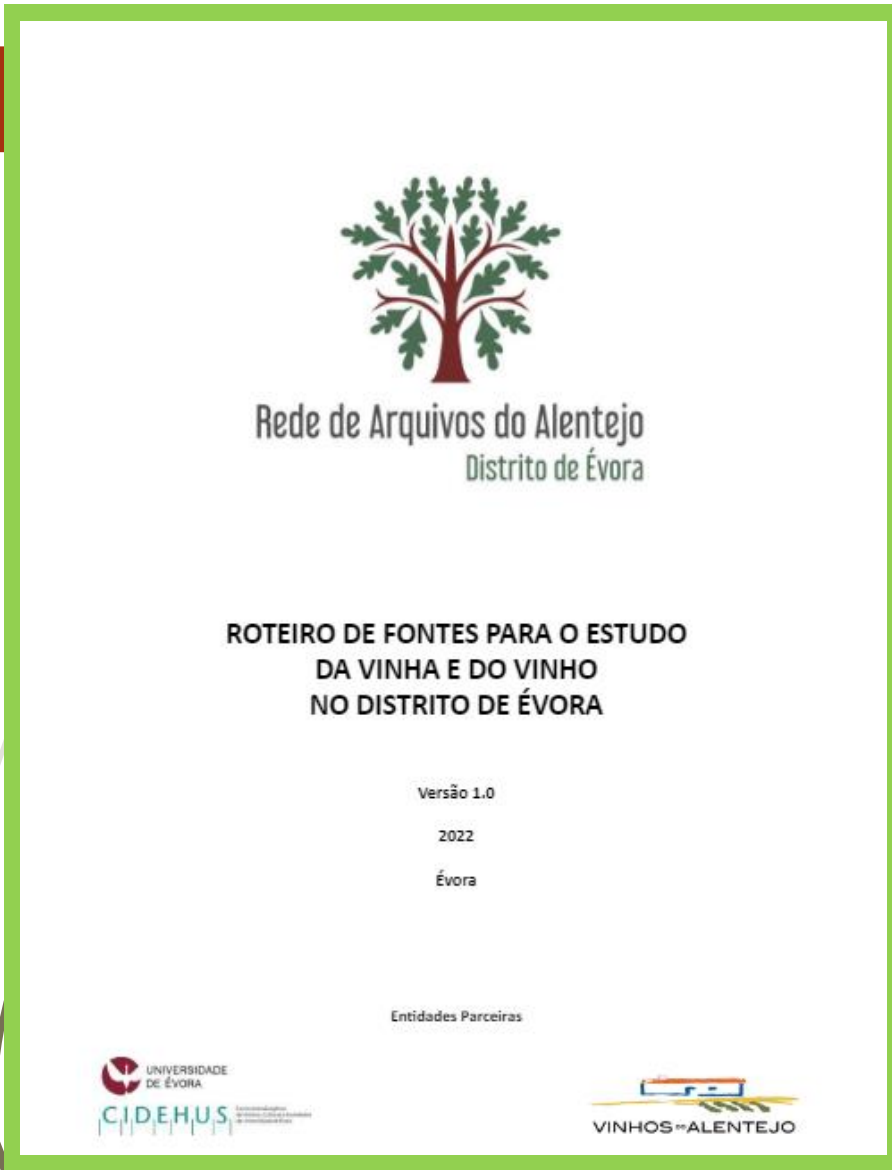 Rede de Arquivos do Alentejo
Distrito de Évora
ROTEIRO DE FONTES PARA O ESTUDO
DA VINHA E DO VINHO
NO DISTRITO DE ÉVORA
Versão 1.0
2022
Évora
Entidades Parceiras
UNIVERSIDADE
DE ÉVORA
C.I.D.E.H.U.S.
VINHOS DO ALENTEJO